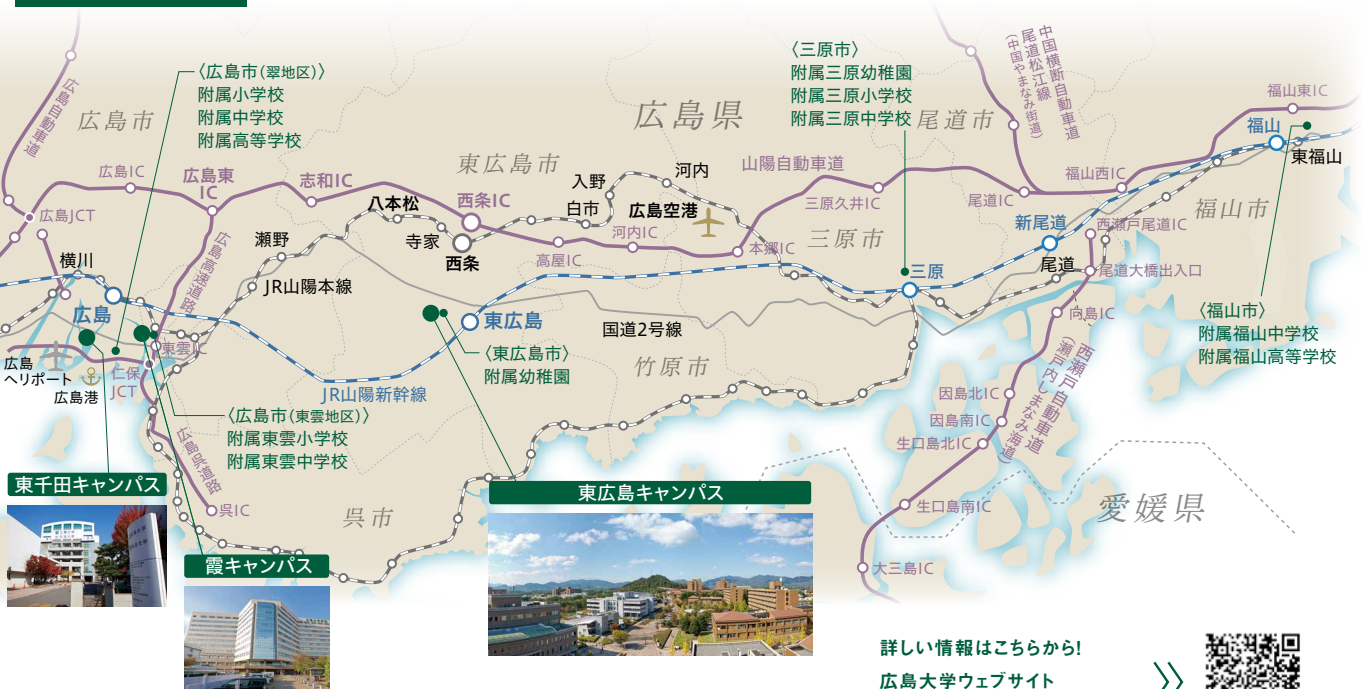 〈広島市(翠地区)〉
附属小学校
附属中学校
附属高等学校
〈三原市〉
附属三原幼稚園
附属三原小学校
附属三原中学校
中国横断自動車道
尾道松江線
(中国やまなみ街道)
広島自動車道
広島市
広島県
尾道市
福山東IC
福山
東福山
東広島市
山陽自動車道
河内
入野
白市
広島空港
広島IC
広島東
IC
志和IC
西条IC
八本松
寺家
西条
高屋IC
河内IC
本郷IC
三原久井IC
三原市
尾道IC
福山西IC
福山市
新尾道
西瀬戸尾道IC
尾道
尾道大橋出入口
広島JCT
横川
瀬野
JR山陽本線
広島高速道路
三原
向島IC
広島
東広島
国道2号線
竹原市
〈福山市〉
附属福山中学校
附属福山高等学校
東雲IC
広島
ヘリポート
広島港
仁保
JCT
〈東広島市〉
附属幼稚園
JR山陽新幹線
西瀬戸自動車道
(瀬戸内しまなみ海道)
因島北IC
因島南IC
生口島北IC
〈広島市(東雲地区)〉
附属東雲小学校
附属東雲中学校
広島呉道路
呉IC
呉市
生口島南IC
愛媛県
大三島IC
東千田キャンパス
霞キャンパス
東広島キャンパス
詳しい情報はこちらから!
広島大学ウェブサイト